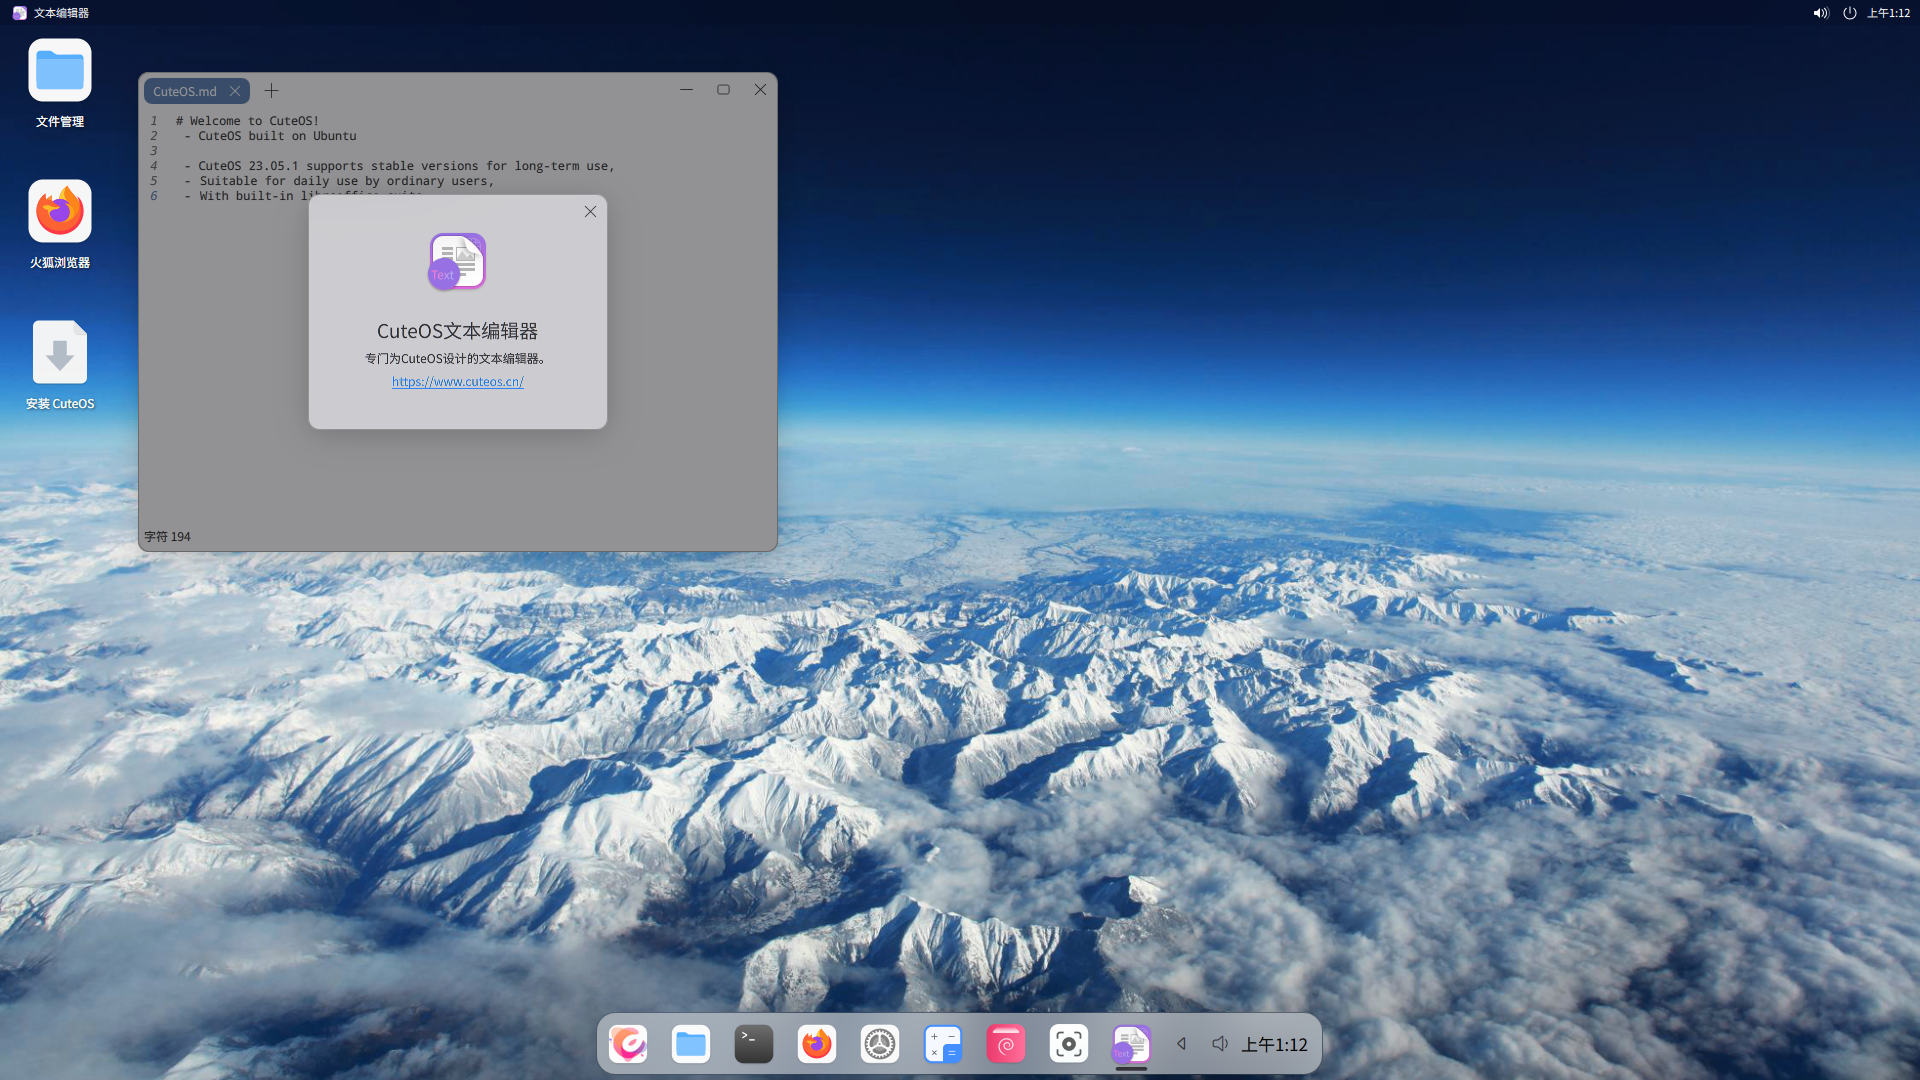 文本编辑器
上午1:12
文件管理
火狐浏览器
安装 CuteOS
CuteOS.md
1 # Welcome to CuteOS!
2 - CuteOS built on Ubuntu
3
4 - CuteOS 23.05.1 supports stable versions for long-term use,
5 - Suitable for daily use by ordinary users,
6 - With built-in libreoffice suite
Text
CuteOS文本编辑器
专门为CuteOS设计的文本编辑器。
https://www.cuteos.cn/
字符 194
>_
Text
上午1:12